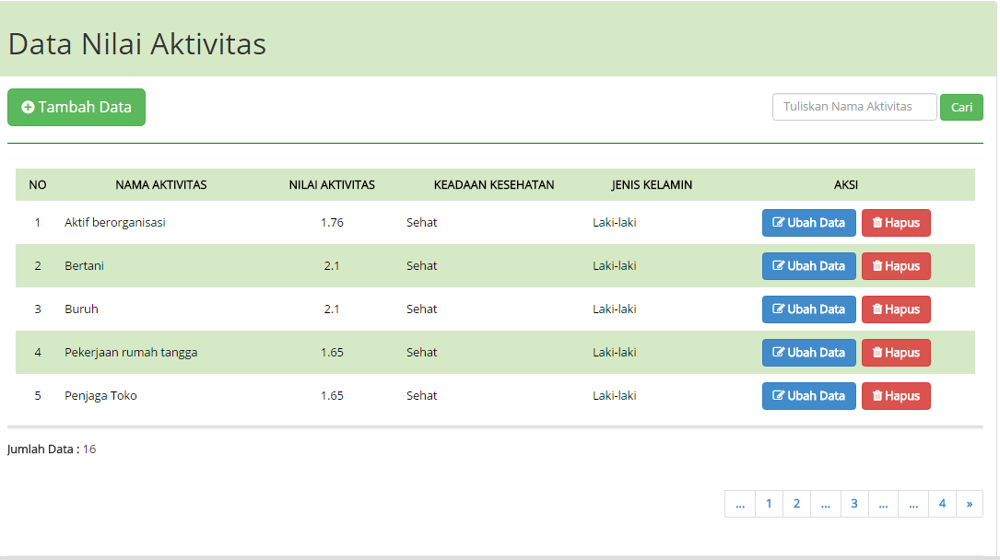 Data Nilai Aktivitas
Tambah Data
Tuliskan Nama Aktivitas Cari
NO NAMA AKTIVITAS NILAI AKTIVITAS KEADAAN KESEHATAN JENIS KELAMIN AKSI
1 Aktif berorganisasi 1.76 Sehat Laki-laki Ubah Data Hapus
2 Bertani 2.1 Sehat Laki-laki Ubah Data Hapus
3 Buruh 2.1 Sehat Laki-laki Ubah Data Hapus
4 Pekerjaan rumah tangga 1.65 Sehat Laki-laki Ubah Data Hapus
5 Penjaga Toko 1.65 Sehat Laki-laki Ubah Data Hapus
Jumlah Data : 16
... 1 2 ... 3 ... ... 4 »